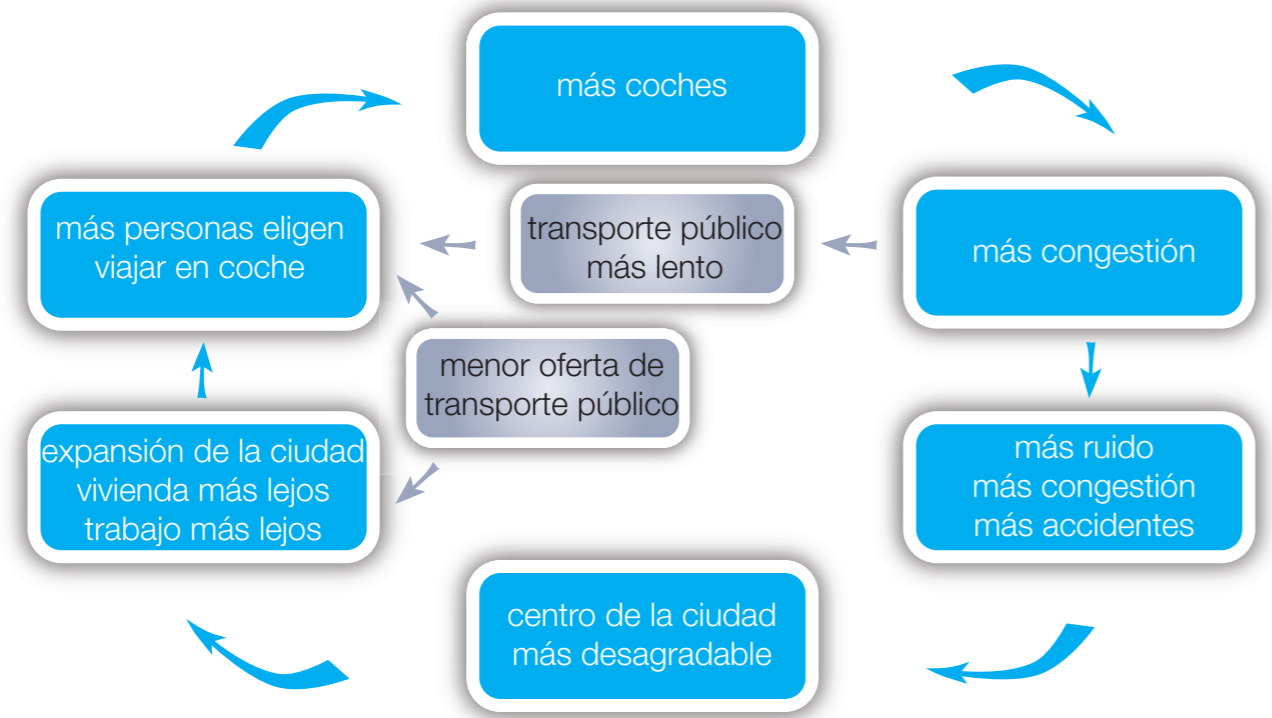 más coches
más personas eligen
viajar en coche
transporte público
más lento
más congestión
menor oferta de
transporte público
expansión de la ciudad
vivienda más lejos
trabajo más lejos
más ruido
más congestión
más accidentes
centro de la ciudad
más desagradable